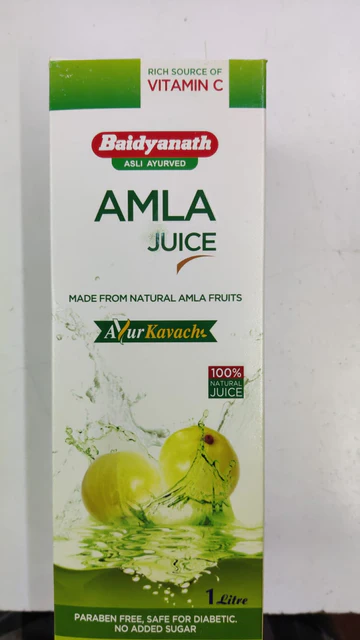 RICH SOURCE OF
VITAMIN C
Baidyanath
ASLI AYURVED
AMLA
JUICE
MADE FROM NATURAL AMLA FRUITS
AyurKavach
100%
NATURAL
JUICE
1 Litre
PARABEN FREE, SAFE FOR DIABETIC.
NO ADDED SUGAR